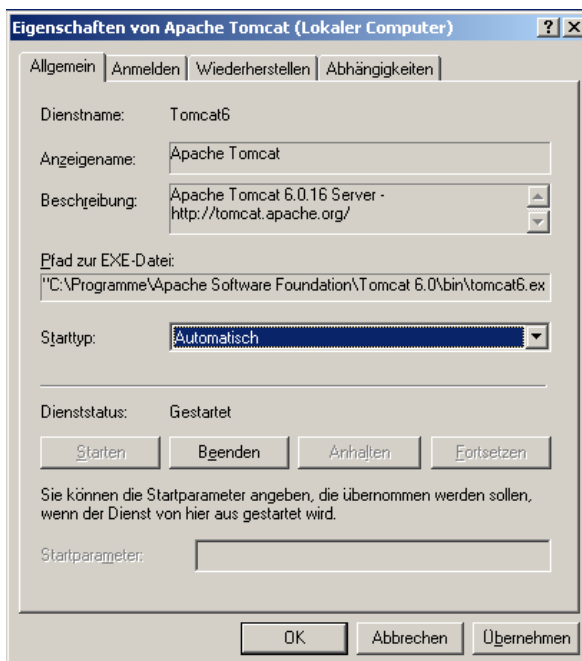 Eigenschaften von Apache Tomcat (Lokaler Computer)
Allgemein Anmelden Wiederherstellen Abhängigkeiten
Dienstname: Tomcat6
Anzeigename: Apache Tomcat
Beschreibung: Apache Tomcat 6.0.16 Server -
http://tomcat.apache.org/
Pfad zur EXE-Datei:
"C:\Programme\Apache Software Foundation\Tomcat 6.0\bin\tomcat6.ex
Starttyp: Automatisch
Dienststatus: Gestartet
Starten Beenden Anhalten Fortsetzen
Sie können die Startparameter angeben, die übernommen werden sollen,
wenn der Dienst von hier aus gestartet wird.
Startparameter:
OK Abbrechen Übernehmen